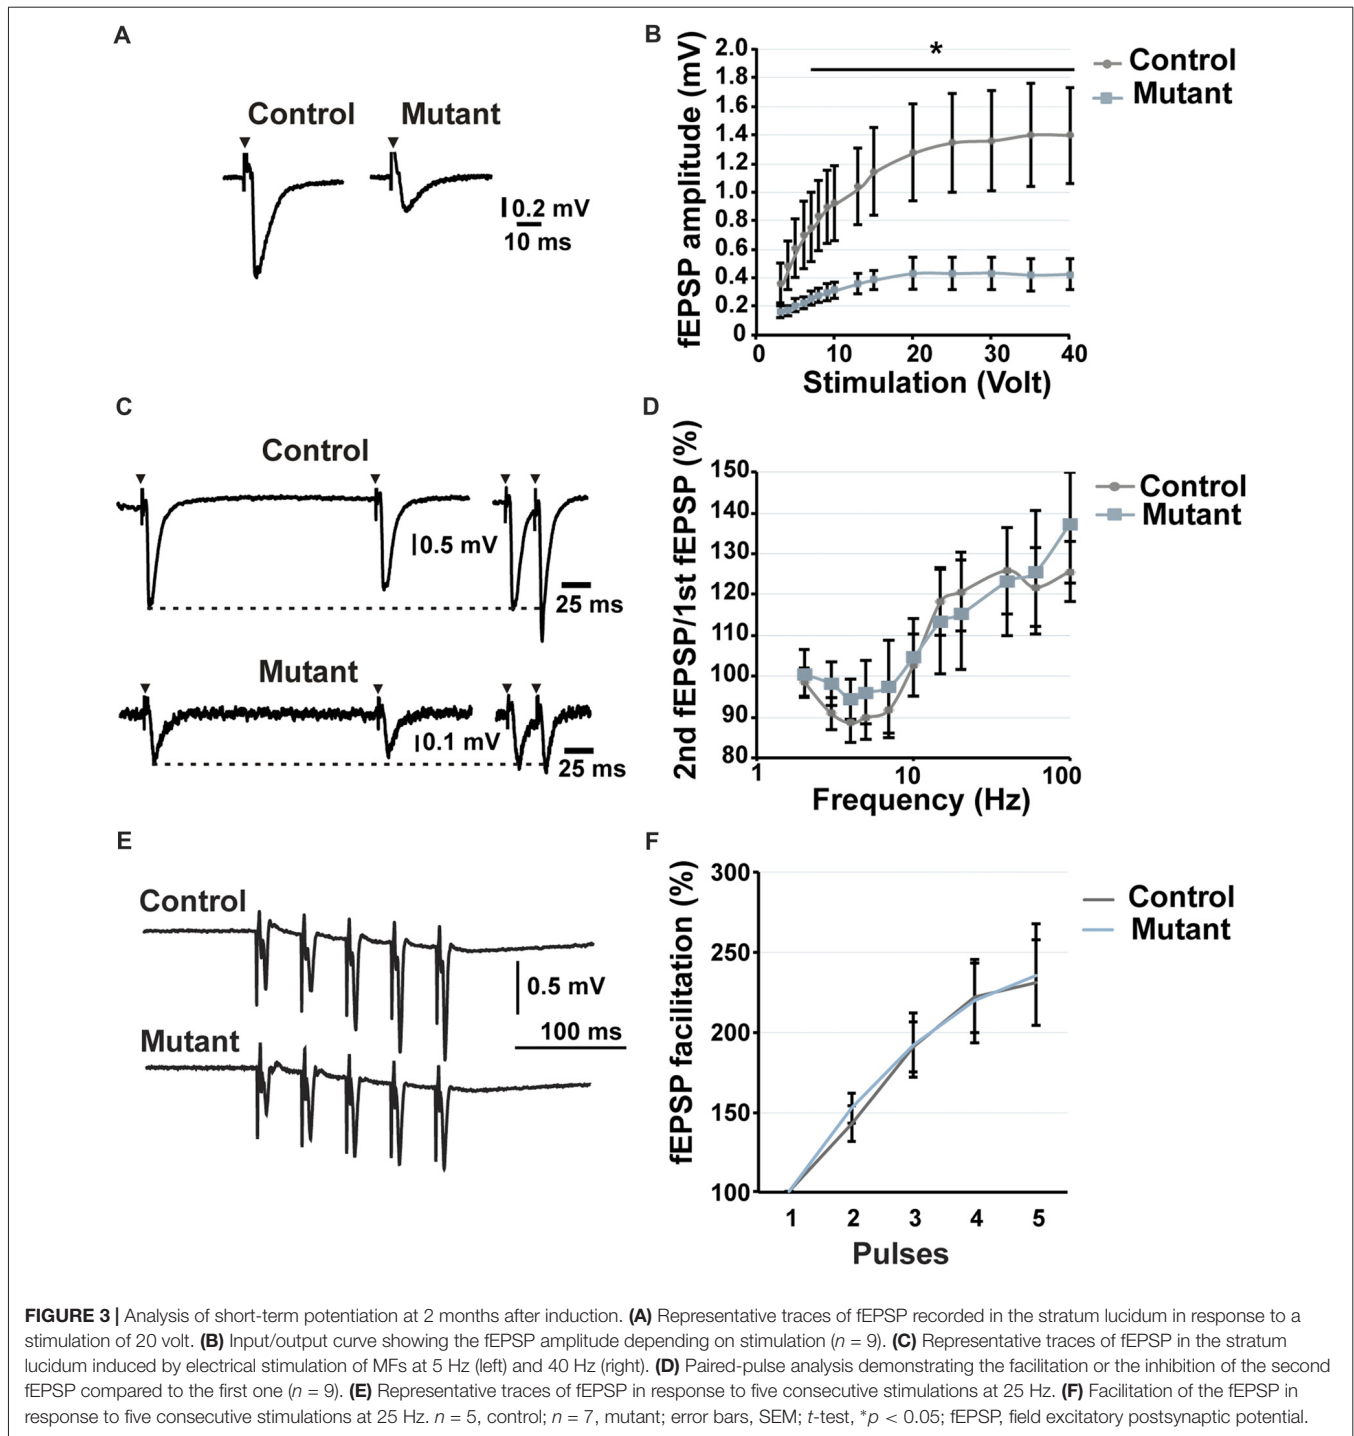 A
Control
Mutant
0.2 mV
10 ms
B
fEPSP amplitude (mV)
2.0
1.8
1.6
1.4
1.2
1.0
0.8
0.6
0.4
0.2
0
*
0 10 20 30 40
Stimulation (Volt)
Control
Mutant
C
Control
0.5 mV
25 ms
Mutant
0.1 mV
25 ms
D
2nd fEPSP/1st fEPSP (%)
150
140
130
120
110
100
90
80
1 10 100
Frequency (Hz)
Control
Mutant
E
Control
0.5 mV
100 ms
Mutant
F
fEPSP facilitation (%)
300
250
200
150
100
1 2 3 4 5
Pulses
Control
Mutant
FIGURE 3 | Analysis of short-term potentiation at 2 months after induction. (A) Representative traces of fEPSP recorded in the stratum lucidum in response to a
stimulation of 20 volt. (B) Input/output curve showing the fEPSP amplitude depending on stimulation (n = 9). (C) Representative traces of fEPSP in the stratum
lucidum induced by electrical stimulation of MFs at 5 Hz (left) and 40 Hz (right). (D) Paired-pulse analysis demonstrating the facilitation or the inhibition of the second
fEPSP compared to the first one (n = 9). (E) Representative traces of fEPSP in response to five consecutive stimulations at 25 Hz. (F) Facilitation of the fEPSP in
response to five consecutive stimulations at 25 Hz. n = 5, control; n = 7, mutant; error bars, SEM; t-test, *p < 0.05; fEPSP, field excitatory postsynaptic potential.